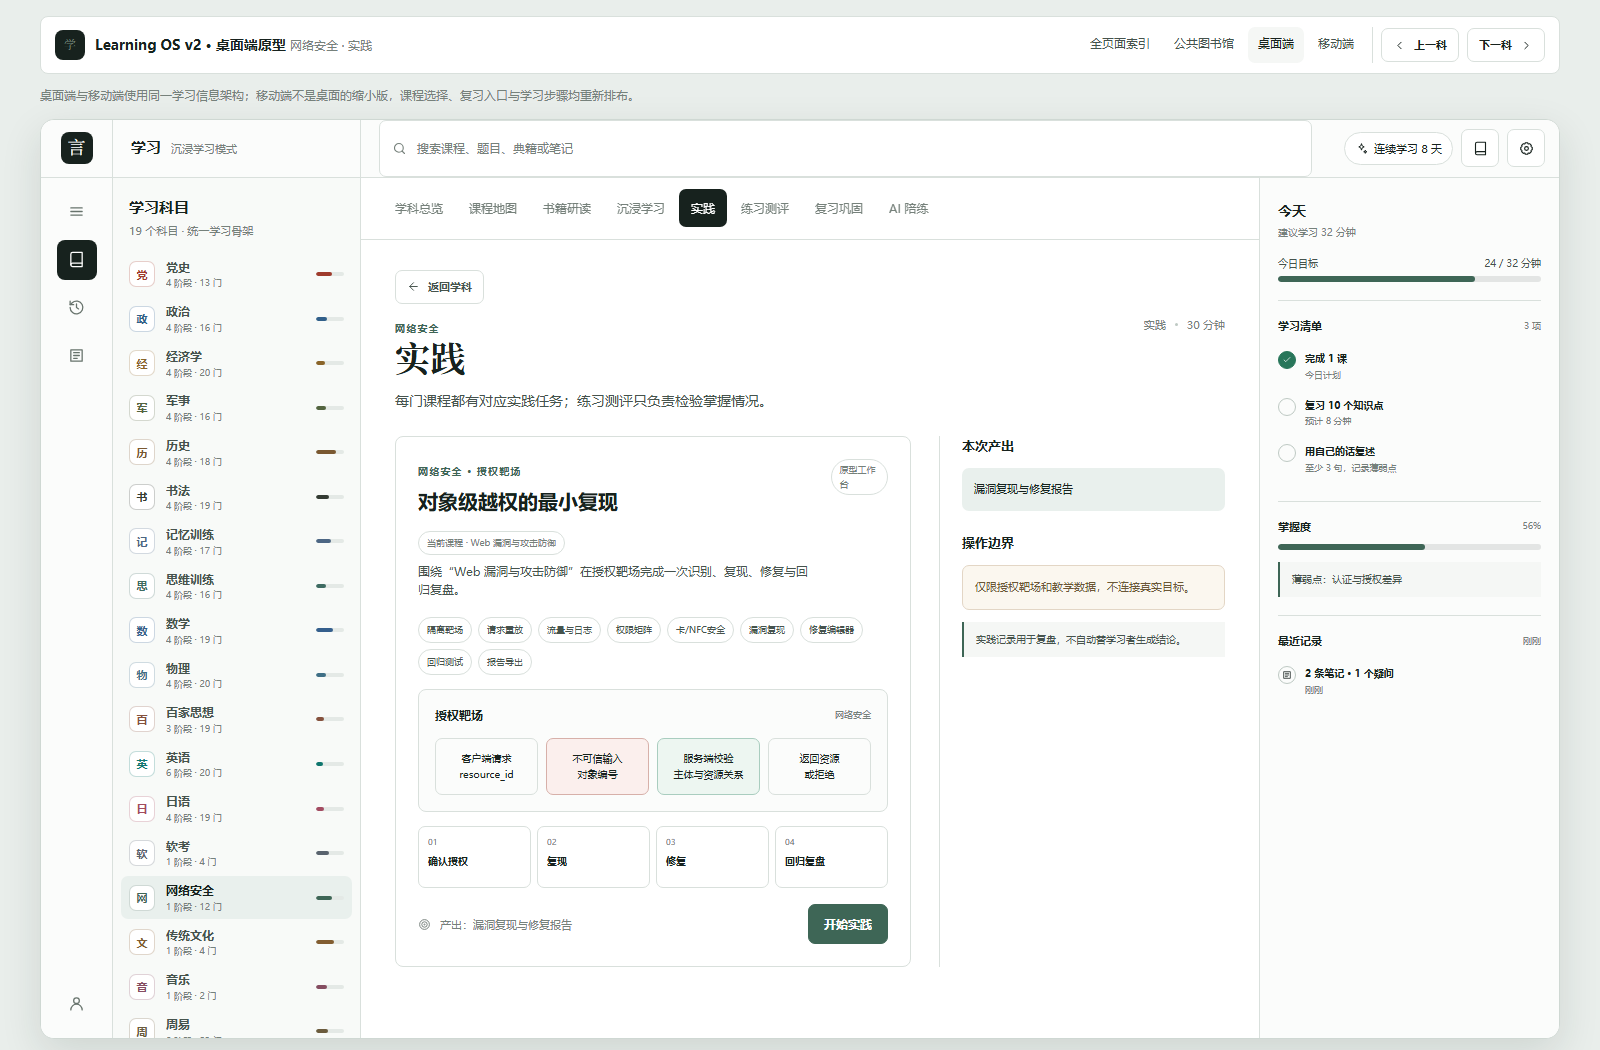 学
Learning OS v2 • 桌面端原型 网络安全 · 实践
全页面索引
公共图书馆
桌面端
移动端
上一科
下一科
桌面端与移动端使用同一学习信息架构；移动端不是桌面的缩小版，课程选择、复习入口与学习步骤均重新排布。
言
学习 沉浸学习模式
搜索课程、题目、典籍或笔记
连续学习 8 天
学习科目
19 个科目 · 统一学习骨架
党
党史
4 阶段 · 13 门
政
政治
4 阶段 · 16 门
经
经济学
4 阶段 · 20 门
军
军事
4 阶段 · 16 门
历
历史
4 阶段 · 18 门
书
书法
4 阶段 · 19 门
记
记忆训练
4 阶段 · 17 门
思
思维训练
4 阶段 · 16 门
数
数学
4 阶段 · 19 门
物
物理
4 阶段 · 20 门
百
百家思想
3 阶段 · 19 门
英
英语
6 阶段 · 20 门
日
日语
4 阶段 · 19 门
软
软考
1 阶段 · 4 门
网
网络安全
1 阶段 · 12 门
文
传统文化
1 阶段 · 4 门
音
音乐
1 阶段 · 2 门
周
周易
学科总览
课程地图
书籍研读
沉浸学习
实践
练习测评
复习巩固
AI 陪练
返回学科
网络安全
实践
实践 • 30 分钟
每门课程都有对应实践任务；练习测评只负责检验掌握情况。
网络安全 • 授权靶场
对象级越权的最小复现
原型工作
台
当前课程 · Web 漏洞与攻击防御
围绕“Web 漏洞与攻击防御”在授权靶场完成一次识别、复现、修复与回
归复盘。
隔离靶场
请求重放
流量与日志
权限矩阵
卡/NFC安全
漏洞复现
修复编辑器
回归测试
报告导出
授权靶场
网络安全
客户端请求
resource_id
不可信输入
对象编号
服务端校验
主体与资源关系
返回资源
或拒绝
01
确认授权
02
复现
03
修复
04
回归复盘
产出：漏洞复现与修复报告
开始实践
本次产出
漏洞复现与修复报告
操作边界
仅限授权靶场和教学数据，不连接真实目标。
实践记录用于复盘，不自动替学习者生成结论。
今天
建议学习 32 分钟
今日目标
24 / 32 分钟
学习清单
3 项
完成 1 课
今日计划
复习 10 个知识点
预计 8 分钟
用自己的话复述
至少 3 句，记录薄弱点
掌握度
56%
薄弱点：认证与授权差异
最近记录
刚刚
2 条笔记 • 1 个疑问
刚刚